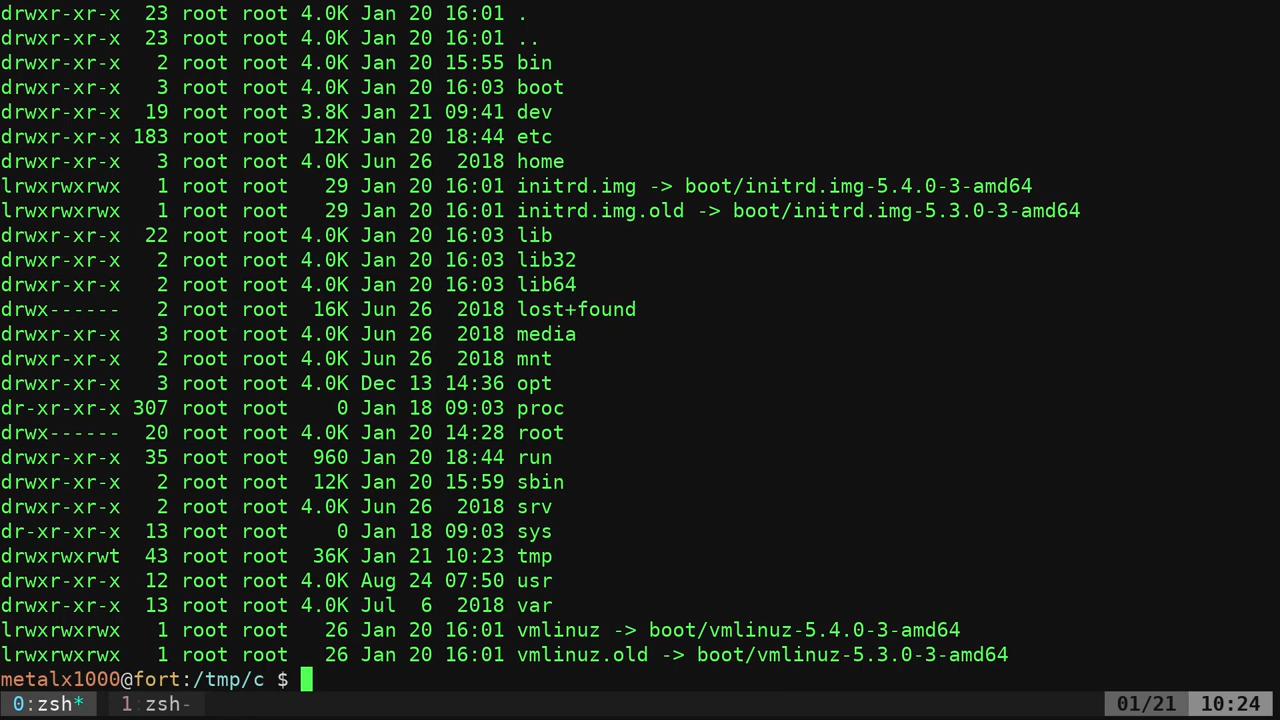 drwxr-xr-x  23 root root 4.0K Jan 20 16:01 .
drwxr-xr-x  23 root root 4.0K Jan 20 16:01 ..
drwxr-xr-x   2 root root 4.0K Jan 20 15:55 bin
drwxr-xr-x   3 root root 4.0K Jan 20 16:03 boot
drwxr-xr-x  19 root root 3.8K Jan 21 09:41 dev
drwxr-xr-x 183 root root  12K Jan 20 18:44 etc
drwxr-xr-x   3 root root 4.0K Jun 26  2018 home
lrwxrwxrwx   1 root root   29 Jan 20 16:01 initrd.img -> boot/initrd.img-5.4.0-3-amd64
lrwxrwxrwx   1 root root   29 Jan 20 16:01 initrd.img.old -> boot/initrd.img-5.3.0-3-amd64
drwxr-xr-x  22 root root 4.0K Jan 20 16:03 lib
drwxr-xr-x   2 root root 4.0K Jan 20 16:03 lib32
drwxr-xr-x   2 root root 4.0K Jan 20 16:03 lib64
drwx------   2 root root  16K Jun 26  2018 lost+found
drwxr-xr-x   3 root root 4.0K Jun 26  2018 media
drwxr-xr-x   2 root root 4.0K Jun 26  2018 mnt
drwxr-xr-x   3 root root 4.0K Dec 13 14:36 opt
dr-xr-xr-x 307 root root    0 Jan 18 09:03 proc
drwx------  20 root root 4.0K Jan 20 14:28 root
drwxr-xr-x  35 root root  960 Jan 20 18:44 run
drwxr-xr-x   2 root root  12K Jan 20 15:59 sbin
drwxr-xr-x   2 root root 4.0K Jun 26  2018 srv
dr-xr-xr-x  13 root root    0 Jan 18 09:03 sys
drwxrwxrwt  43 root root  36K Jan 21 10:23 tmp
drwxr-xr-x  12 root root 4.0K Aug 24 07:50 usr
drwxr-xr-x  13 root root 4.0K Jul  6  2018 var
lrwxrwxrwx   1 root root   26 Jan 20 16:01 vmlinuz -> boot/vmlinuz-5.4.0-3-amd64
lrwxrwxrwx   1 root root   26 Jan 20 16:01 vmlinuz.old -> boot/vmlinuz-5.3.0-3-amd64
metalx1000@fort:/tmp/c $
0:zsh* 1 zsh- 01/21 10:24